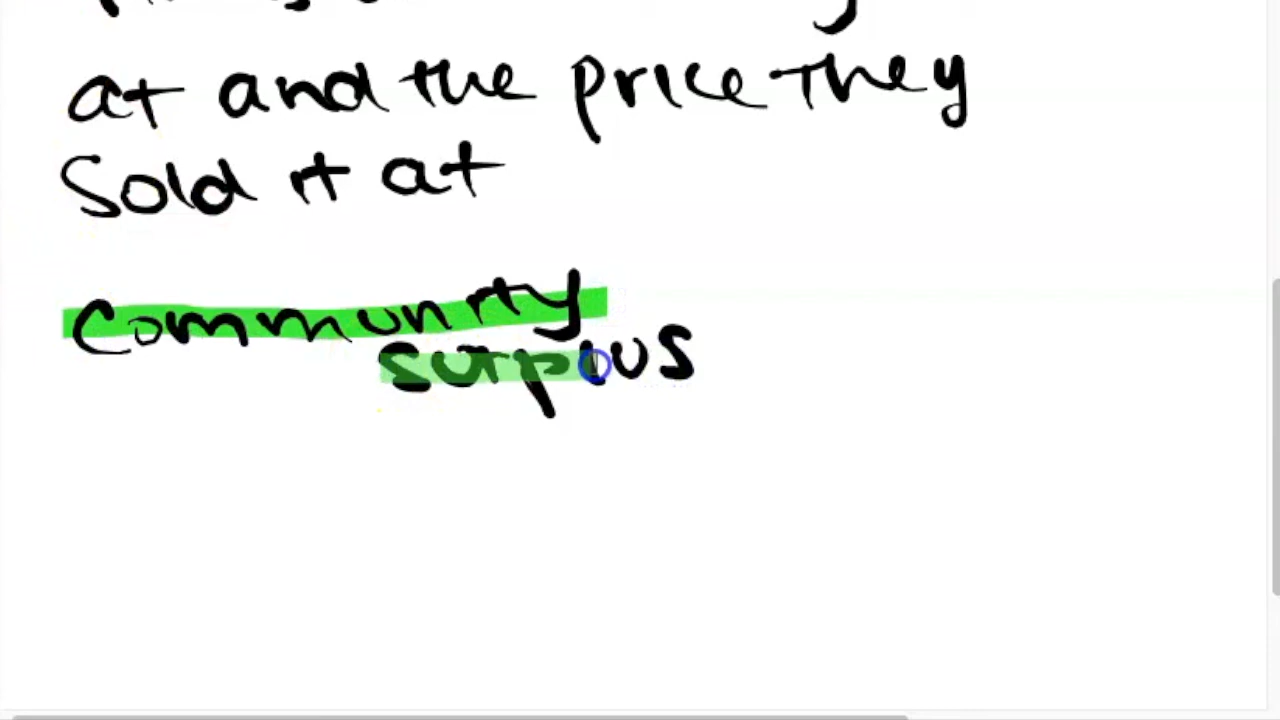 at and the price they
Sold it at
Community
surplus